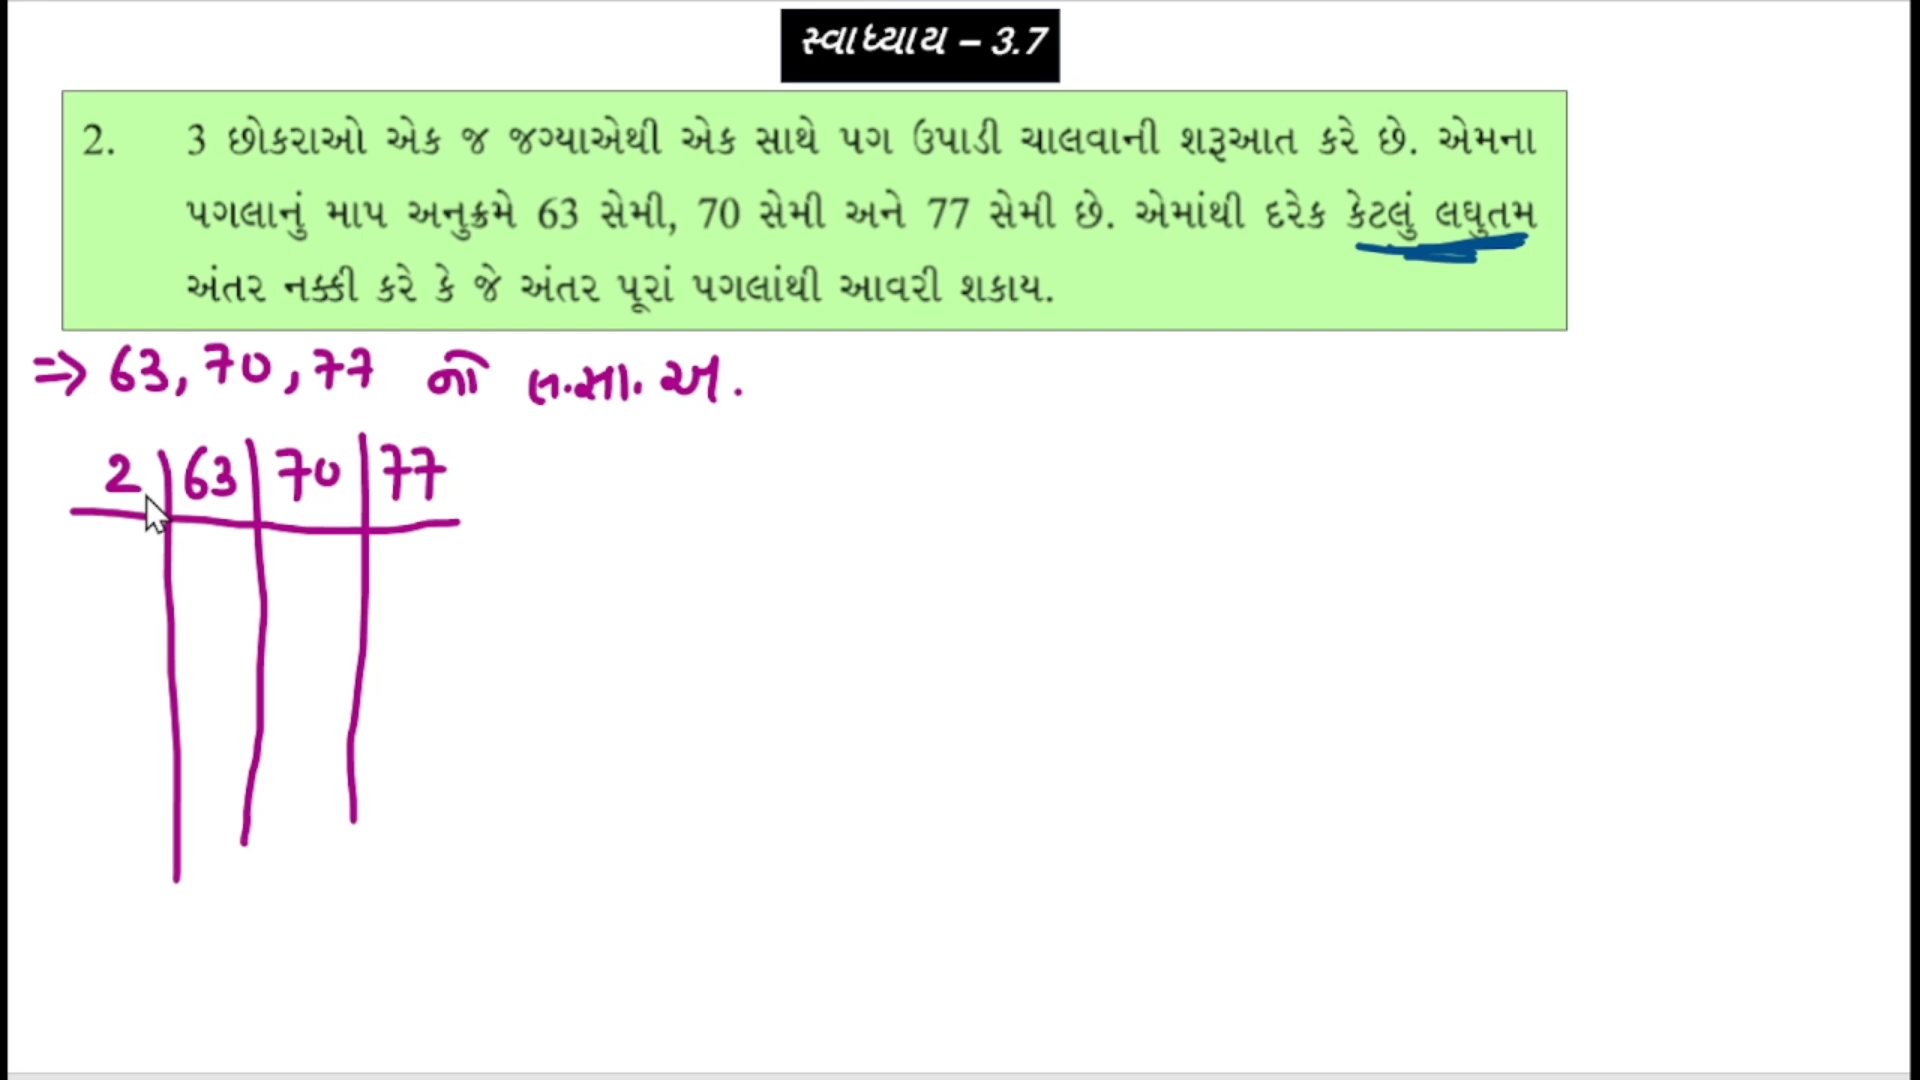 સ્વાધ્યાય – 3.7
2. 3 છોકરાઓ એક જ જગ્યાએથી એક સાથે પગ ઉપાડી ચાલવાની શરૂઆત કરે છે. એમના
પગલાનું માપ અનુક્રમે 63 સેમી, 70 સેમી અને 77 સેમી છે. એમાંથી દરેક કેટલું લઘુતમ
અંતર નક્કી કરે કે જે અંતર પૂરાં પગલાંથી આવરી શકાય.
⇒ 63, 70, 77 નો લ.સા.અ.
2 63 70 77